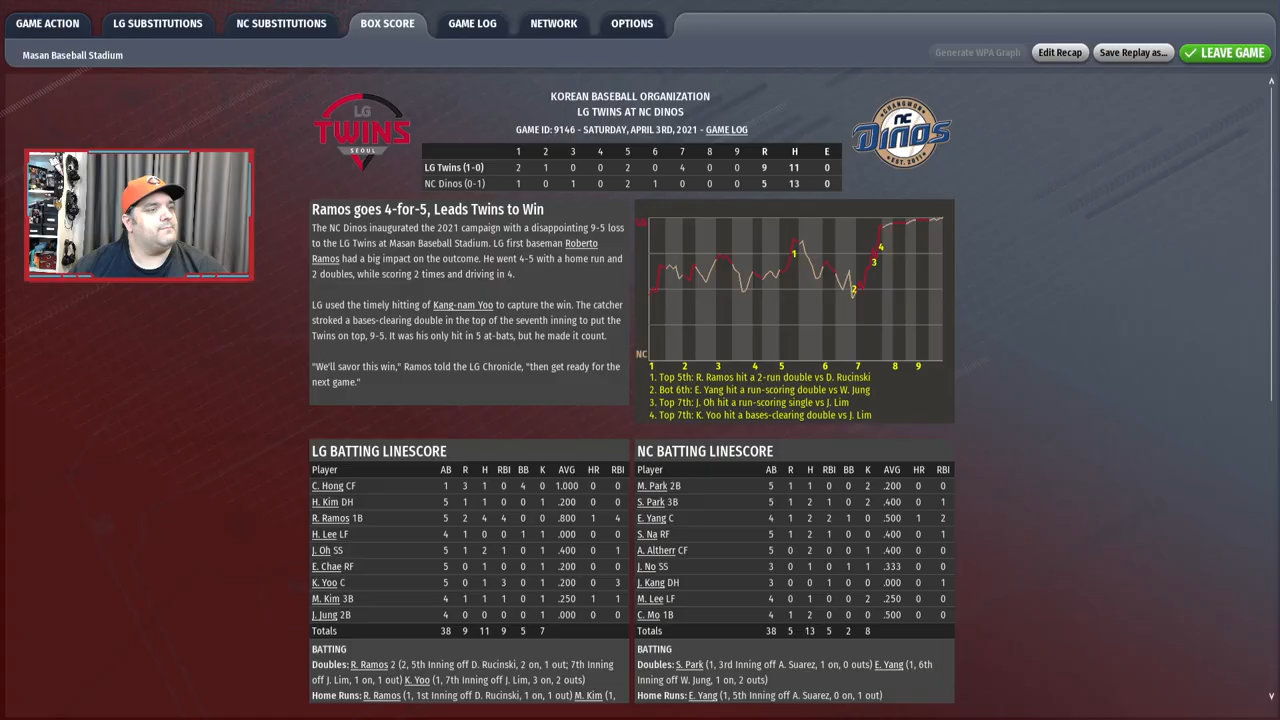 GAME ACTION LG SUBSTITUTIONS NC SUBSTITUTIONS BOX SCORE GAME LOG NETWORK OPTIONS
Masan Baseball Stadium
Generate WPA Graph Edit Recap Save Replay as... LEAVE GAME
LG TWINS SEOUL
KOREAN BASEBALL ORGANIZATION
LG TWINS AT NC DINOS
GAME ID: 9146 - SATURDAY, APRIL 3RD, 2021 - GAME LOG
CHANGWON NC Dinos EST. 2011
1 2 3 4 5 6 7 8 9 R H E
LG Twins (1-0) 2 1 0 0 2 0 4 0 0 9 11 0
NC Dinos (0-1) 1 0 1 0 2 1 0 0 0 5 13 0
Ramos goes 4-for-5, Leads Twins to Win
The NC Dinos inaugurated the 2021 campaign with a disappointing 9-5 loss
to the LG Twins at Masan Baseball Stadium. LG first baseman Roberto
Ramos had a big impact on the outcome. He went 4-5 with a home run and
2 doubles, while scoring 2 times and driving in 4.
LG used the timely hitting of Kang-nam Yoo to capture the win. The catcher
stroked a bases-clearing double in the top of the seventh inning to put the
Twins on top, 9-5. It was his only hit in 5 at-bats, but he made it count.
"We'll savor this win," Ramos told the LG Chronicle, "then get ready for the
next game."
1 2 3 4
NC
1 2 3 4 5 6 7 8 9
1. Top 5th: R. Ramos hit a 2-run double vs D. Rucinski
2. Bot 6th: E. Yang hit a run-scoring double vs W. Jung
3. Top 7th: J. Oh hit a run-scoring single vs J. Lim
4. Top 7th: K. Yoo hit a bases-clearing double vs J. Lim
LG BATTING LINESCORE
Player AB R H RBI BB K AVG HR RBI
C. Hong CF 1 3 1 0 4 0 1.000 0 0
H. Kim DH 5 1 1 0 0 1 .200 0 0
R. Ramos 1B 5 2 4 4 0 0 .800 1 4
H. Lee LF 4 1 0 0 1 1 .000 0 0
J. Oh SS 5 1 2 1 0 1 .400 0 1
E. Chae RF 5 0 1 0 0 1 .200 0 0
K. Yoo C 5 0 1 3 0 1 .200 0 3
M. Kim 3B 4 1 1 1 0 1 .250 1 1
J. Jung 2B 4 0 0 0 0 1 .000 0 0
Totals 38 9 11 9 5 7
BATTING
Doubles: R. Ramos 2 (2, 5th Inning off D. Rucinski, 2 on, 1 out; 7th Inning
off J. Lim, 1 on, 1 out) K. Yoo (1, 7th Inning off J. Lim, 3 on, 2 outs)
Home Runs: R. Ramos (1, 1st Inning off D. Rucinski, 1 on, 1 out) M. Kim (1,
NC BATTING LINESCORE
Player AB R H RBI BB K AVG HR RBI
M. Park 2B 5 1 1 0 0 2 .200 0 0
S. Park 3B 5 1 2 1 0 2 .400 0 1
E. Yang C 4 1 2 2 1 0 .500 1 2
S. Na RF 5 1 2 1 0 0 .400 0 1
A. Altherr CF 5 0 2 0 0 1 .400 0 0
J. No SS 3 0 1 0 1 1 .333 0 0
J. Kang DH 3 0 0 1 0 0 .000 0 1
M. Lee LF 4 0 1 0 0 2 .250 0 0
C. Mo 1B 4 1 2 0 0 0 .500 0 0
Totals 38 5 13 5 2 8
BATTING
Doubles: S. Park (1, 3rd Inning off A. Suarez, 1 on, 0 outs) E. Yang (1, 6th
Inning off W. Jung, 1 on, 2 outs)
Home Runs: E. Yang (1, 5th Inning off A. Suarez, 0 on, 1 out)